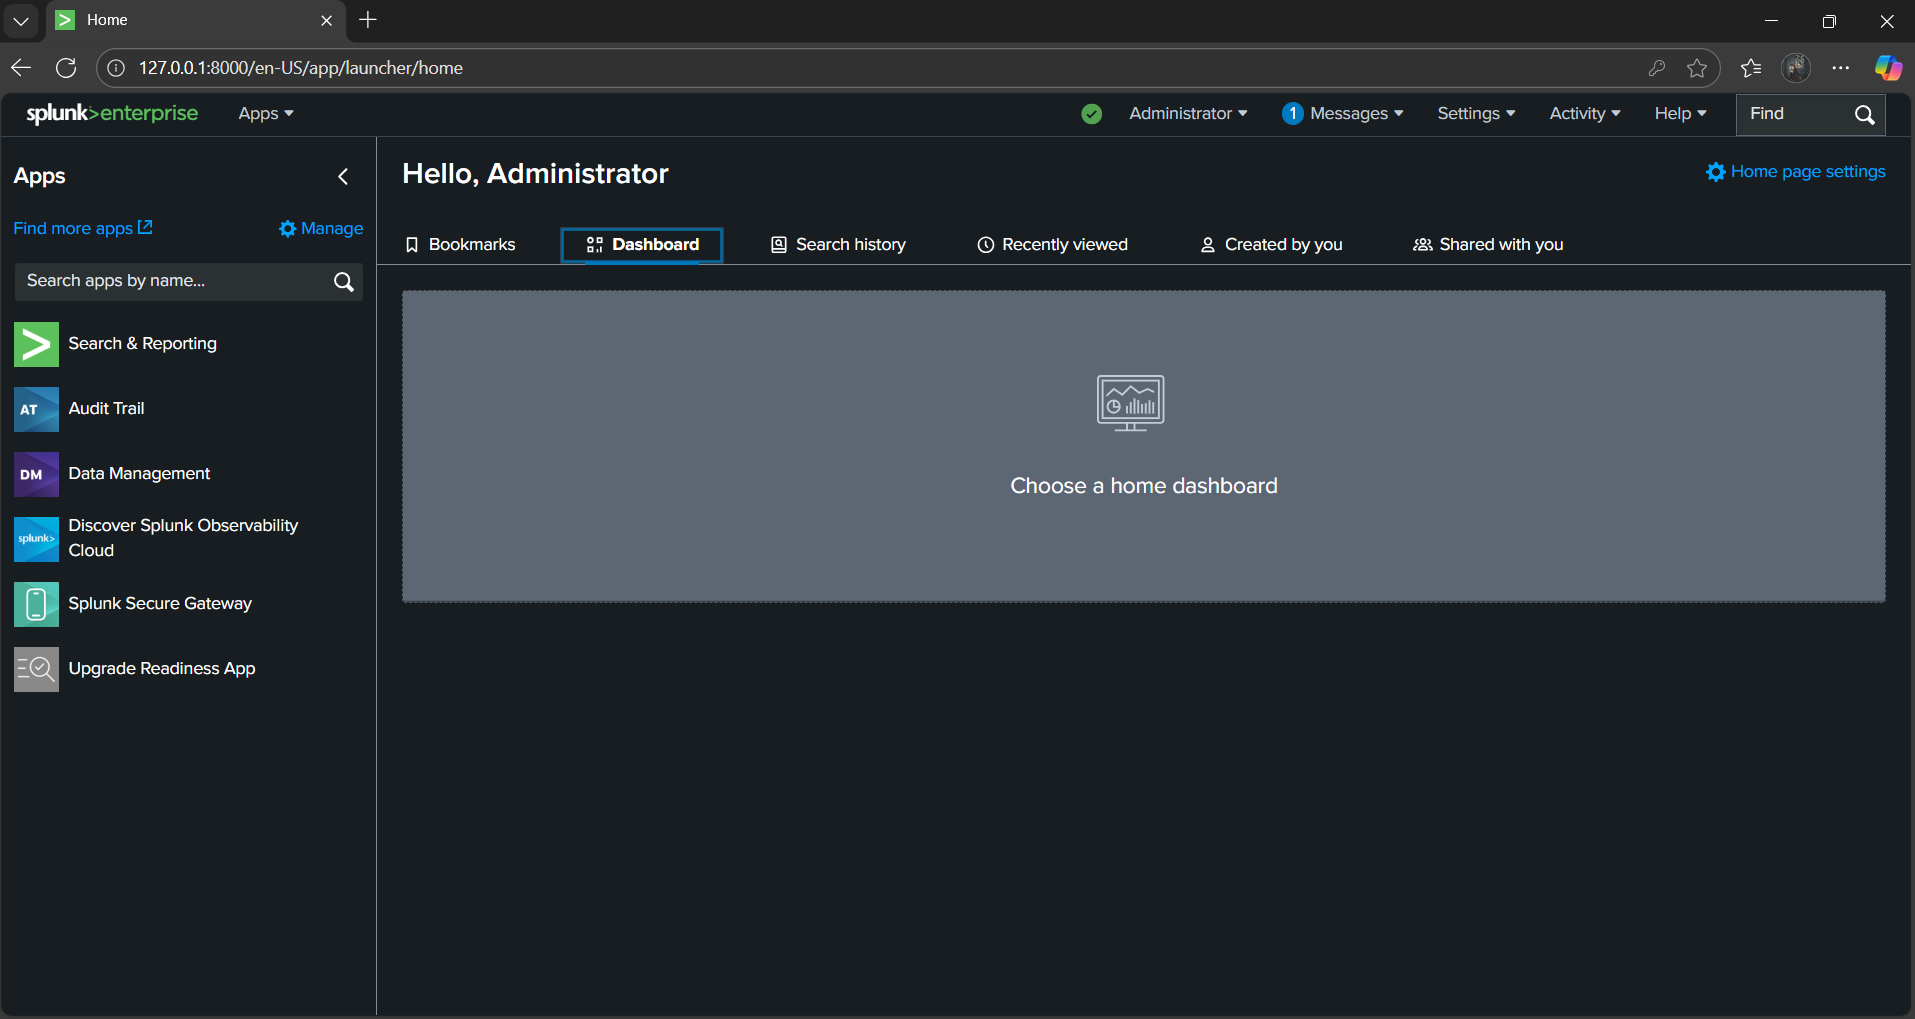 Home
127.0.0.1:8000/en-US/app/launcher/home
splunk>enterprise
Apps
Administrator
1
Messages
Settings
Activity
Help
Find
Apps
Find more apps
Manage
Search apps by name...
Search & Reporting
AT
Audit Trail
DM
Data Management
splunk>
Discover Splunk Observability
Cloud
Splunk Secure Gateway
Upgrade Readiness App
Hello, Administrator
Home page settings
Bookmarks
Dashboard
Search history
Recently viewed
Created by you
Shared with you
Choose a home dashboard